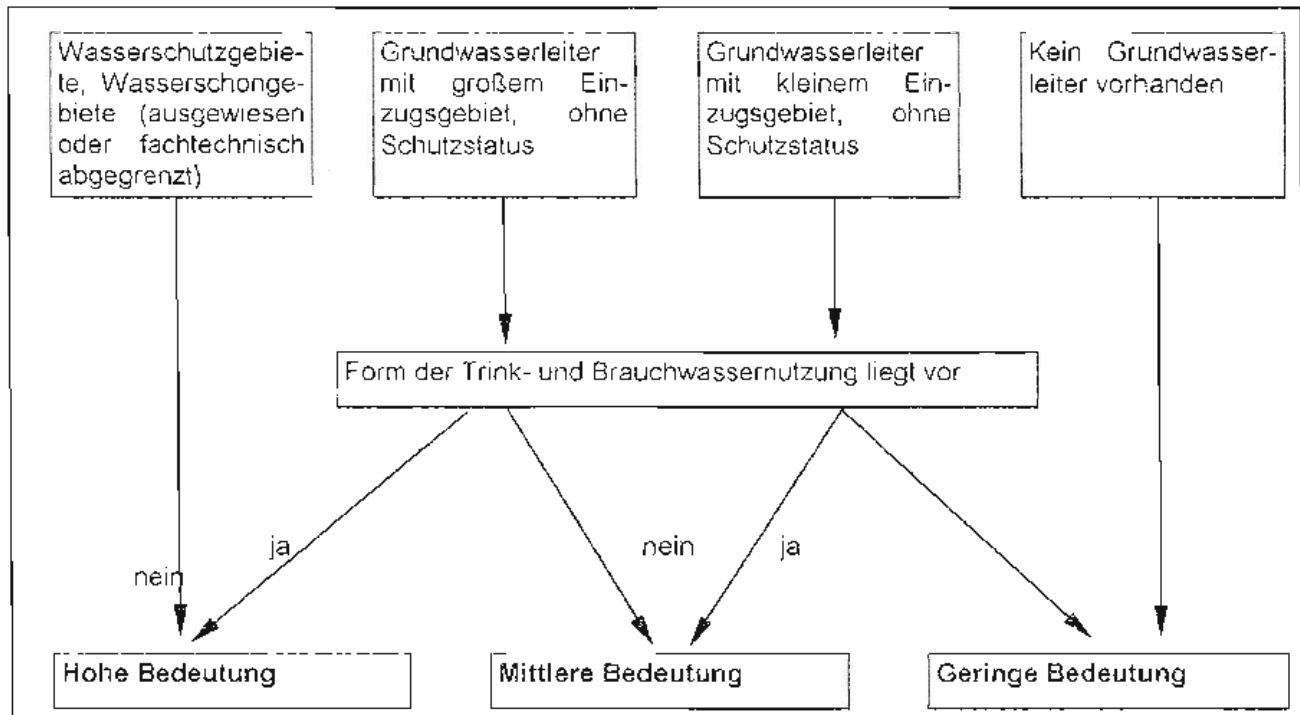 Wasserschutzgebie-
te, Wasserschonge-
biete (ausgewiesen
oder fachtechnisch
abgegrenzt)
Grundwasserleiter
mit großem Ein-
zugsgebiet, ohne
Schutzstatus
Grundwasserleiter
mit kleinem Ein-
zugsgebiet, ohne
Schutzstatus
Kein Grundwasser-
leiter vorhanden
Form der Trink- und Brauchwassernutzung liegt vor
ja
nein
ja
nein
Hohe Bedeutung
Mittlere Bedeutung
Geringe Bedeutung